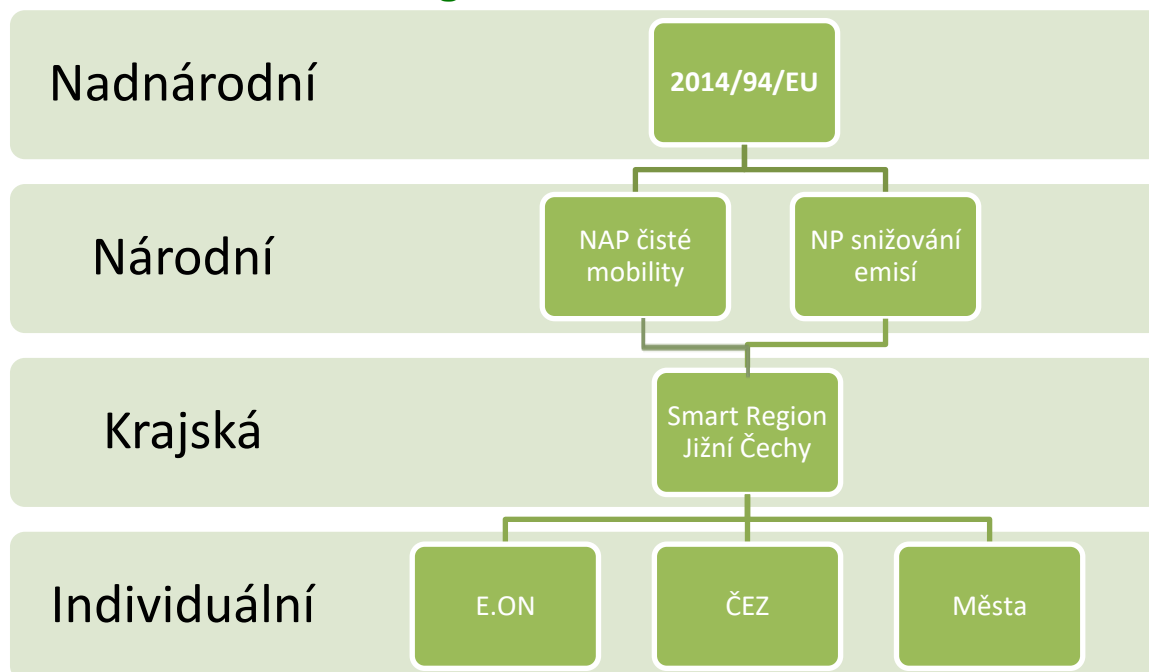 Nadnárodní
2014/94/EU
Národní
NAP čisté
mobility
NP snižování
emisí
Krajská
Smart Region
Jižní Čechy
Individuální
E.ON
ČEZ
Města